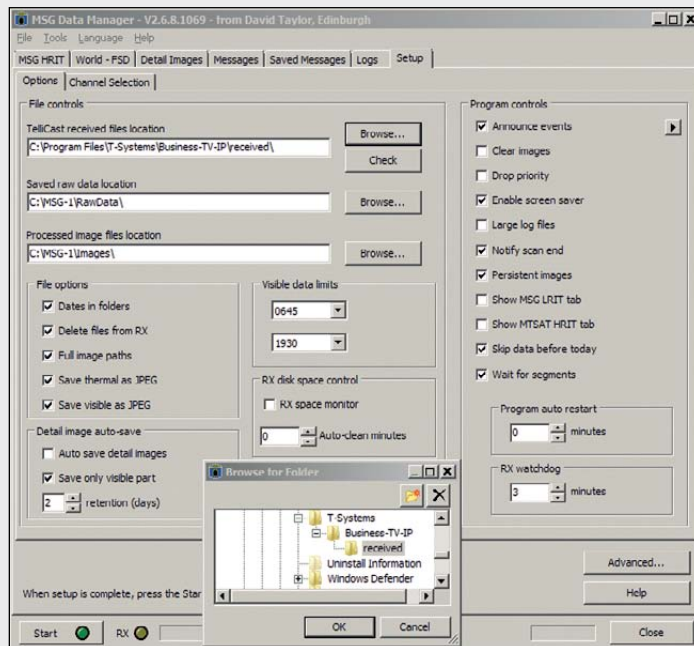 MSG Data Manager - V2.6.8.1069 - from David Taylor, Edinburgh
File Tools Language Help
MSG HRIT World - FSD Detail Images Messages Saved Messages Logs Setup
Options Channel Selection
File controls
TelliCast received files location
C:\Program Files\T-Systems\Business-TV-IP\received\
Browse...
Check
Saved raw data location
C:\MSG-1\RawData\
Browse...
Processed image files location
C:\MSG-1\Images\
Browse...
File options
Dates in folders
Delete files from RX
Full image paths
Save thermal as JPEG
Save visible as JPEG
Visible data limits
0645
1930
RX disk space control
RX space monitor
0 Auto-clean minutes
Detail image auto-save
Auto save detail images
Save only visible part
2 retention (days)
Program controls
Announce events
Clear images
Drop priority
Enable screen saver
Large log files
Notify scan end
Persistent images
Show MSG LRIT tab
Show MTSAT HRIT tab
Skip data before today
Wait for segments
Program auto restart
0 minutes
RX watchdog
3 minutes
Browse for Folder
T-Systems
Business-TV-IP
received
Uninstall Information
Windows Defender
OK Cancel
Advanced...
When setup is complete, press the Star
Help
Start RX
Close